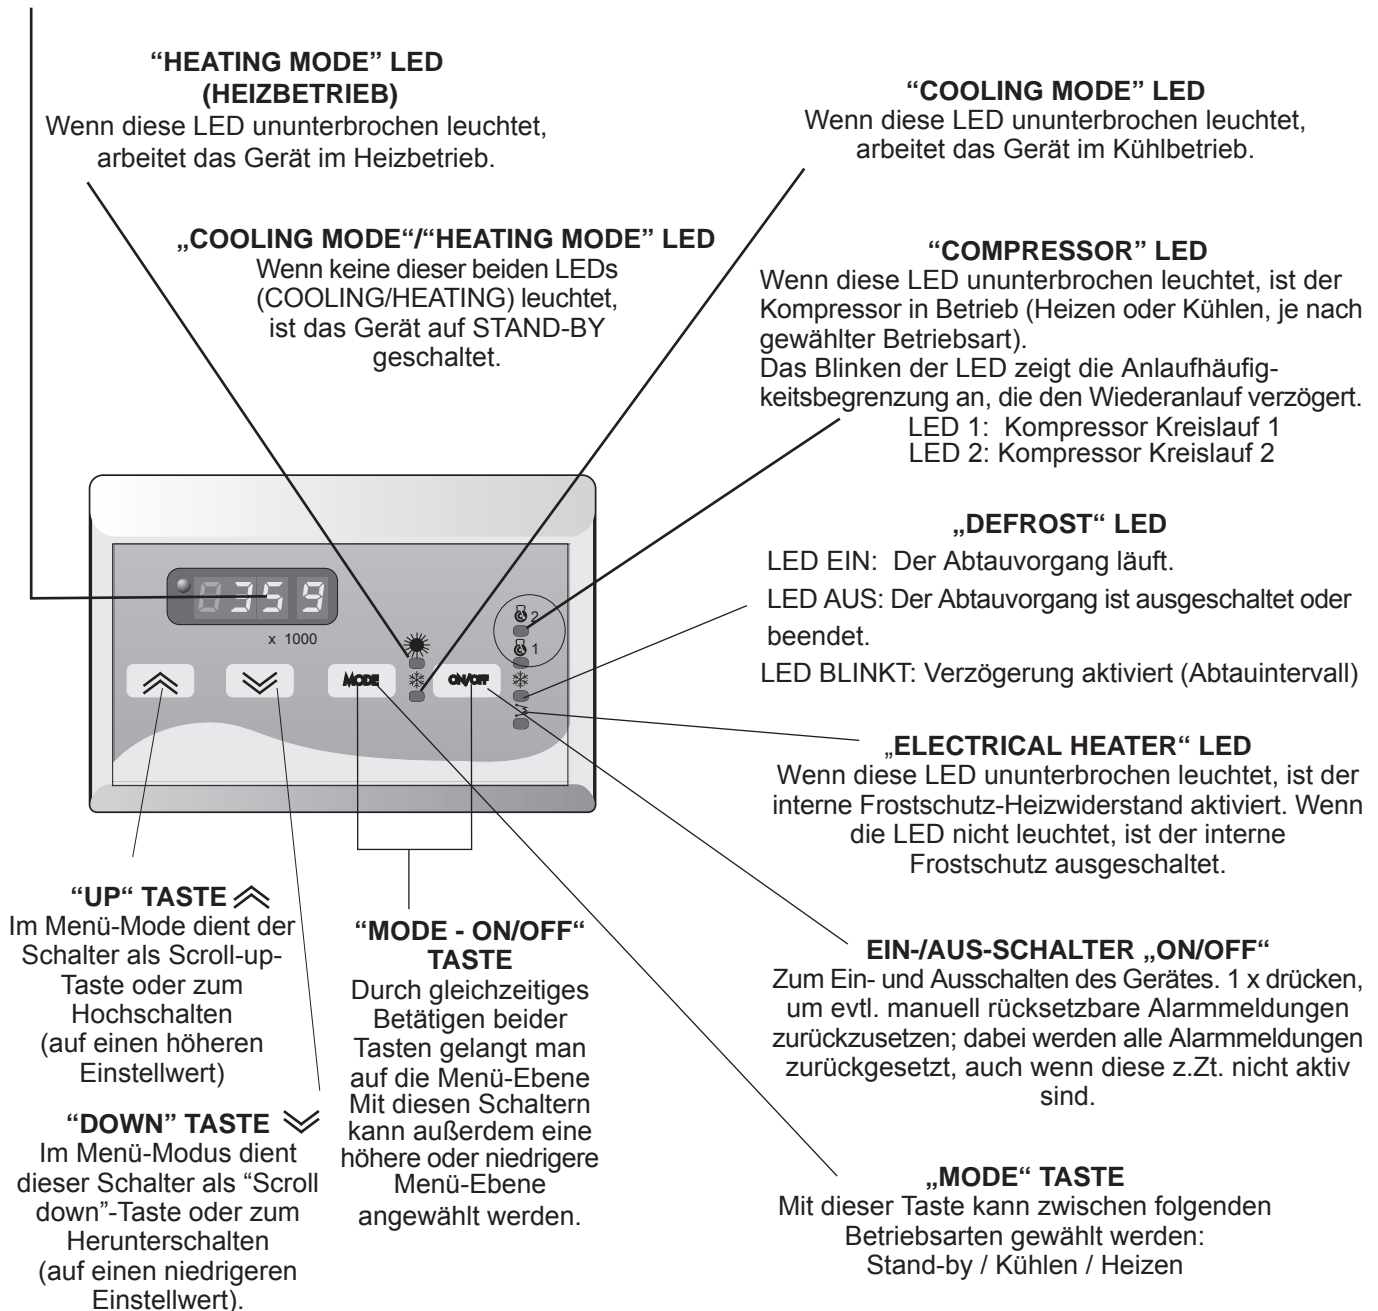 “HEATING MODE” LED
(HEIZBETRIEB)
Wenn diese LED ununterbrochen leuchtet,
arbeitet das Gerät im Heizbetrieb.
“COOLING MODE” LED
Wenn diese LED ununterbrochen leuchtet,
arbeitet das Gerät im Kühlbetrieb.
„COOLING MODE“/“HEATING MODE” LED
Wenn keine dieser beiden LEDs
(COOLING/HEATING) leuchtet,
ist das Gerät auf STAND-BY
geschaltet.
“COMPRESSOR” LED
Wenn diese LED ununterbrochen leuchtet, ist der
Kompressor in Betrieb (Heizen oder Kühlen, je nach
gewählter Betriebsart).
Das Blinken der LED zeigt die Anlaufhäufig-
keitsbegrenzung an, die den Wiederanlauf verzögert.
LED 1: Kompressor Kreislauf 1
LED 2: Kompressor Kreislauf 2
„DEFROST“ LED
LED EIN: Der Abtauvorgang läuft.
LED AUS: Der Abtauvorgang ist ausgeschaltet oder
beendet.
LED BLINKT: Verzögerung aktiviert (Abtauintervall)
0359
x 1000
2
1
MODE
ON/OFF
„ELECTRICAL HEATER“ LED
Wenn diese LED ununterbrochen leuchtet, ist der
interne Frostschutz-Heizwiderstand aktiviert. Wenn
die LED nicht leuchtet, ist der interne
Frostschutz ausgeschaltet.
“UP“ TASTE
Im Menü-Mode dient der
Schalter als Scroll-up-
Taste oder zum
Hochschalten
(auf einen höheren
Einstellwert)
“DOWN” TASTE
Im Menü-Modus dient
dieser Schalter als “Scroll
down”-Taste oder zum
Herunterschalten
(auf einen niedrigeren
Einstellwert).
“MODE - ON/OFF“
TASTE
Durch gleichzeitiges
Betätigen beider
Tasten gelangt man
auf die Menü-Ebene
Mit diesen Schaltern
kann außerdem eine
höhere oder niedrigere
Menü-Ebene
angewählt werden.
EIN-/AUS-SCHALTER „ON/OFF“
Zum Ein- und Ausschalten des Gerätes. 1 x drücken,
um evtl. manuell rücksetzbare Alarmmeldungen
zurückzusetzen; dabei werden alle Alarmmeldungen
zurückgesetzt, auch wenn diese z.Zt. nicht aktiv
sind.
„MODE“ TASTE
Mit dieser Taste kann zwischen folgenden
Betriebsarten gewählt werden:
Stand-by / Kühlen / Heizen